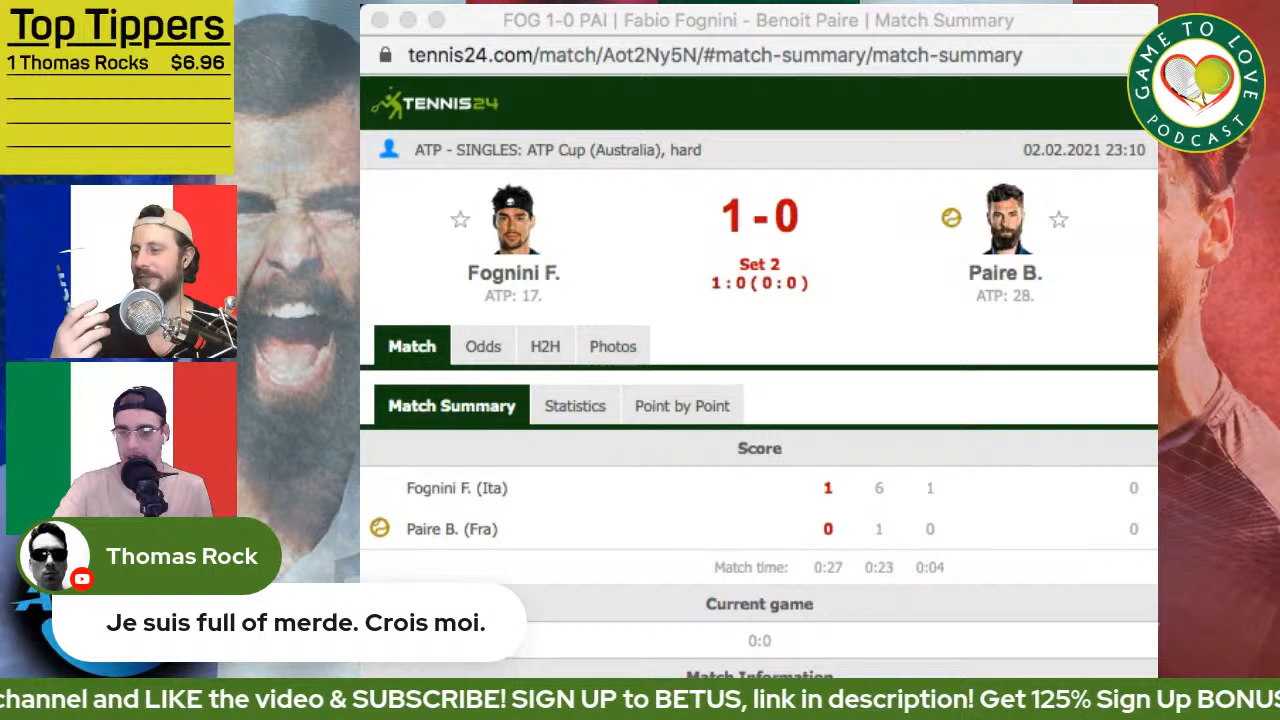 Top Tippers
1 Thomas Rocks $6.96
FOG 1-0 PAI | Fabio Fognini - Benoit Paire | Match Summary
tennis24.com/match/Aot2Ny5N/#match-summary/match-summary
TENNIS24
GAME TO LOVE
PODCAST
ATP - SINGLES: ATP Cup (Australia), hard 02.02.2021 23:10
1 - 0
Set 2
1 : 0 ( 0 : 0 )
Fognini F. Paire B.
ATP: 17. ATP: 28.
Match Odds H2H Photos
Match Summary Statistics Point by Point
Score
Fognini F. (Ita) 1 6 1 0
Paire B. (Fra) 0 1 0 0
Match time: 0:27 0:23 0:04
Current game
0:0
Match Information
Thomas Rock
Je suis full of merde. Crois moi.
channel and LIKE the video & SUBSCRIBE! SIGN UP to BETUS, link in description! Get 125% Sign Up BONUS